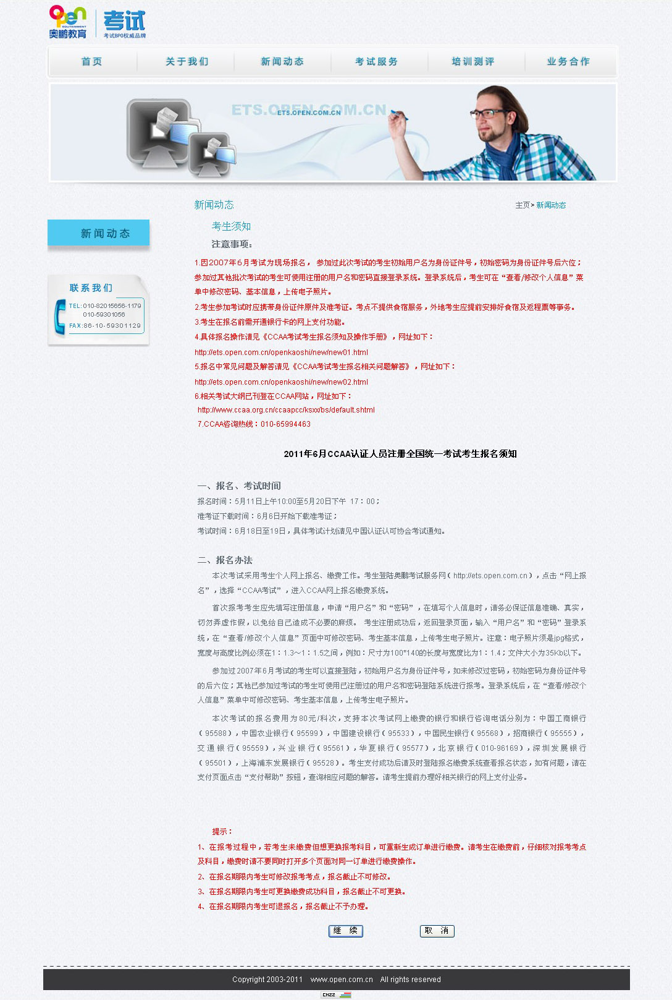 Open
EDUTAINMENT
奥鹏教育
考试
考试BPO权威品牌
首页
关于我们
新闻动态
考试服务
培训测评
业务合作
ETS.OPEN.COM.CN
ETS.OPEN.COM.CN
新闻动态
主页> 新闻动态
新闻动态
联系我们
TEL:010-82015656-1179
010-59301056
FAX:86-10-59301129
考生须知
注意事项：
1.因2007年6月考试为现场报名， 参加过此次考试的考生初始用户名为身份证件号，初始密码为身份证件号后六位；
参加过其他批次考试的考生可使用注册的用户名和密码直接登录系统。登录系统后，考生可在“查看/修改个人信息”菜
单中修改密码、基本信息，上传电子照片。
2.考生参加考试时应携带身份证件原件及准考证。考点不提供食宿服务，外地考生应提前安排好食宿及返程票等事务。
3.考生在报名前需开通银行卡的网上支付功能。
4.具体报名操作请见《CCAA考试考生报名须知及操作手册》，网址如下：
http://ets.open.com.cn/openkaoshi/new/new01.html
5.报名中常见问题及解答请见《CCAA考试考生报名相关问题解答》，网址如下：
http://ets.open.com.cn/openkaoshi/new/new02.html
6.相关考试大纲已刊登在CCAA网站，网址如下：
http://www.ccaa.org.cn/ccaapcc/ksxx/bs/default.shtml
7.CCAA咨询热线：010-65994463
2011年6月CCAA认证人员注册全国统一考试考生报名须知
一、报名、考试时间
报名时间：5月11日上午10:00至5月20日下午 17：00；
准考证下载时间：6月6日开始下载准考证；
考试时间：6月18日至19日，具体考试计划请见中国认证认可协会考试通知。
二、报名办法
本次考试采用考生个人网上报名、缴费工作。考生登陆奥鹏考试服务网（http://ets.open.com.cn），点击“网上报
名”，选择“CCAA考试”，进入CCAA网上报名缴费系统。
首次报考考生应先填写注册信息，申请“用户名”和“密码”，在填写个人信息时，请务必保证信息准确、真实，
切勿弄虚作假，以免给自己造成不必要的麻烦。 考生注册成功后，返回登录页面，输入“用户名”和“密码”登录系
统，在“查看/修改个人信息”页面中可修改密码、考生基本信息，上传考生电子照片。注意：电子照片须是jpg格式，
宽度与高度比例必须在1：1.3～1：1.5之间，例如：尺寸为100*140的长度与宽度比为1：1.4；文件大小为35Kb以下。
参加过2007年6月考试的考生可以直接登陆，初始用户名为身份证件号，如未修改过密码，初始密码为身份证件号
的后六位；其他已参加过考试的考生可使用已注册过的用户名和密码登陆系统进行报考。登录系统后，在“查看/修改个
人信息”菜单中可修改密码、考生基本信息，上传考生电子照片。
本次考试的报名费用为80元/科次，支持本次考试网上缴费的银行和银行咨询电话分别为：中国工商银行
（95588），中国农业银行（95599），中国建设银行（95533），中国民生银行（95568），招商银行（95555），
交通银行（95559），兴业银行（95561），华夏银行（95577），北京银行（010-96169），深圳发展银行
（95501），上海浦东发展银行（95528）。考生支付成功后请及时登陆报名缴费系统查看报名状态，如有问题，请在
支付页面点击“支付帮助”按钮，查询相应问题的解答。请考生提前办理好相关银行的网上支付业务。
提示：
1、在报考过程中，若考生未缴费但想更换报考科目，可重新生成订单进行缴费。请考生在缴费前，仔细核对报考考点
及科目，缴费时请不要同时打开多个页面对同一订单进行缴费操作。
2、在报名期限内考生可修改报考考点，报名截止不可修改。
3、在报名期限内考生可更换缴费成功科目，报名截止不可更换。
4、在报名期限内考生可退报名，报名截止不予办理。
继 续
取 消
Copyright 2003-2011 www.open.com.cn All rights reserved
CNZZ